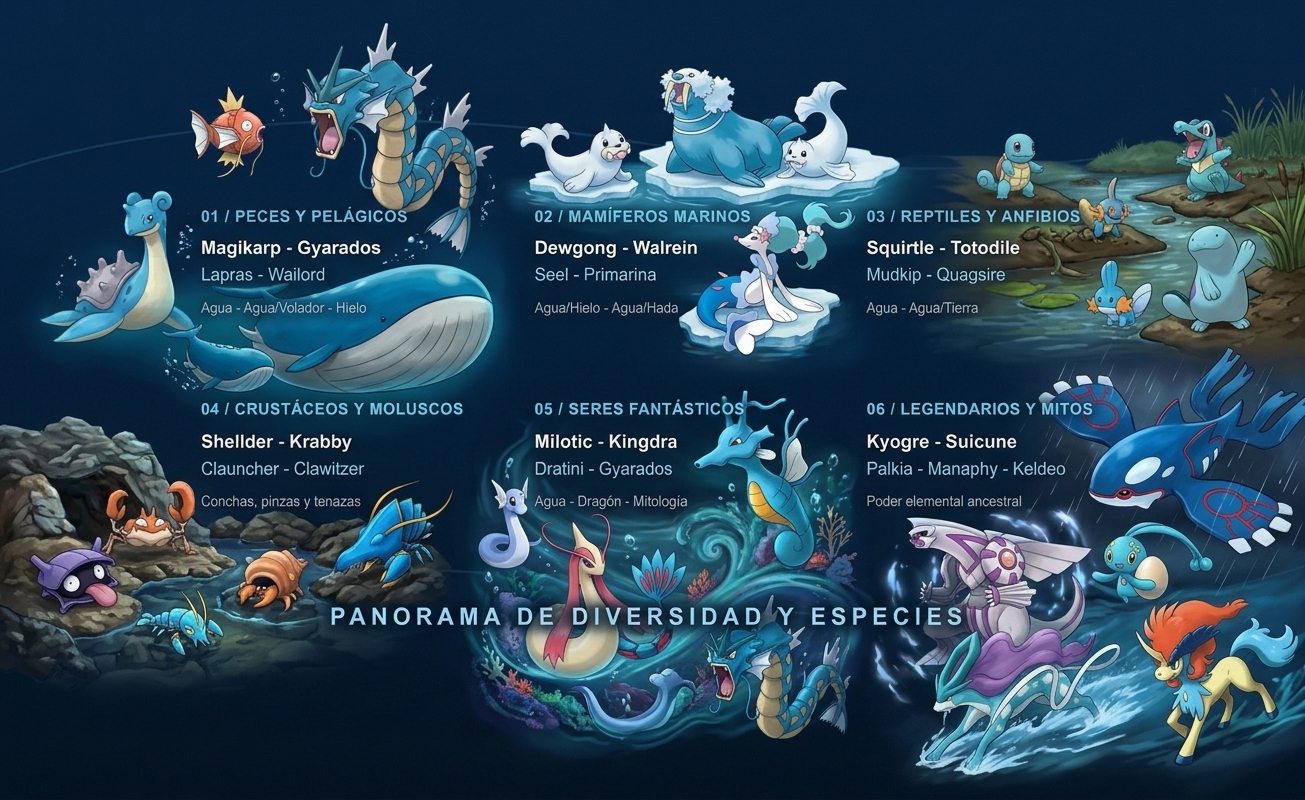 01 / PECES Y PELÁGICOS
Magikarp - Gyarados
Lapras - Wailord
Agua - Agua/Volador - Hielo
02 / MAMÍFEROS MARINOS
Dewgong - Walrein
Seel - Primarina
Agua/Hielo - Agua/Hada
03 / REPTILES Y ANFIBIOS
Squirtle - Totodile
Mudkip - Quagsire
Agua - Agua/Tierra
04 / CRUSTÁCEOS Y MOLUSCOS
Shellder - Krabby
Clauncher - Clawitzer
Conchas, pinzas y tenazas
05 / SERES FANTÁSTICOS
Milotic - Kingdra
Dratini - Gyarados
Agua - Dragón - Mitología
06 / LEGENDARIOS Y MITOS
Kyogre - Suicune
Palkia - Manaphy - Keldeo
Poder elemental ancestral
PANORAMA DE DIVERSIDAD Y ESPECIES